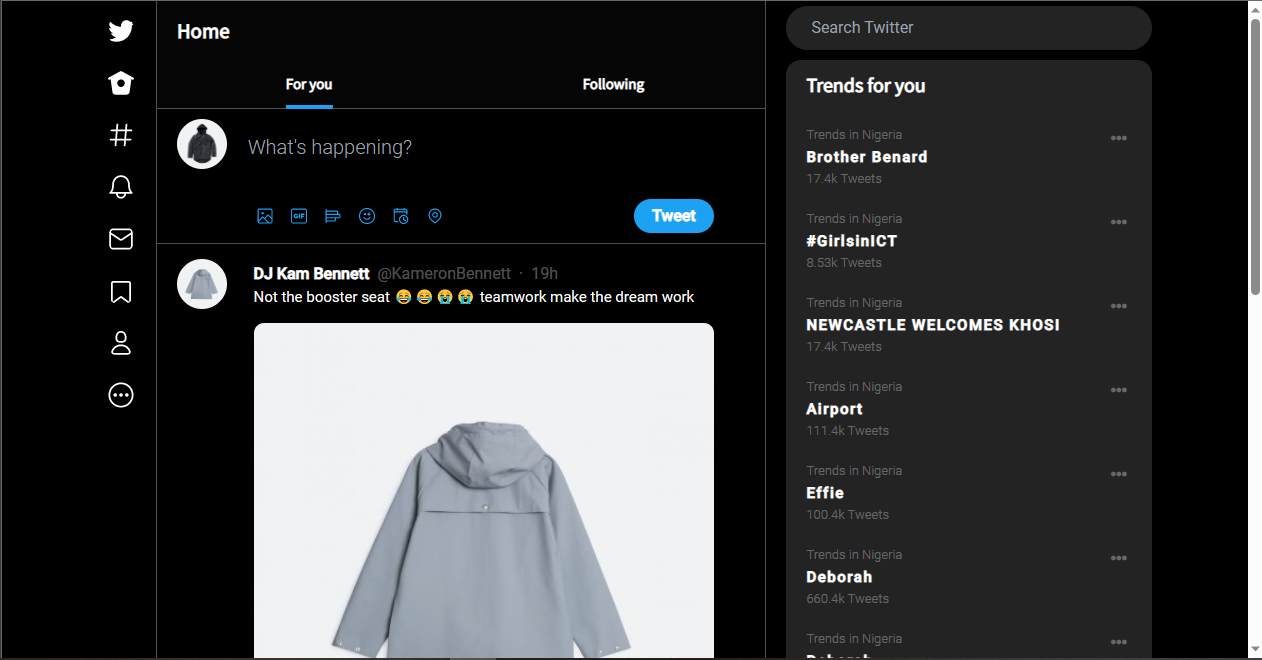 Home
For you
Following
What's happening?
GIF
Tweet
DJ Kam Bennett @KameronBennett · 19h
Not the booster seat 😂😂😭😭 teamwork make the dream work
Search Twitter
Trends for you
Trends in Nigeria
Brother Benard
17.4k Tweets
Trends in Nigeria
#GirlsinICT
8.53k Tweets
Trends in Nigeria
NEWCASTLE WELCOMES KHOSI
17.4k Tweets
Trends in Nigeria
Airport
111.4k Tweets
Trends in Nigeria
Effie
100.4k Tweets
Trends in Nigeria
Deborah
660.4k Tweets
Trends in Nigeria
Deborah